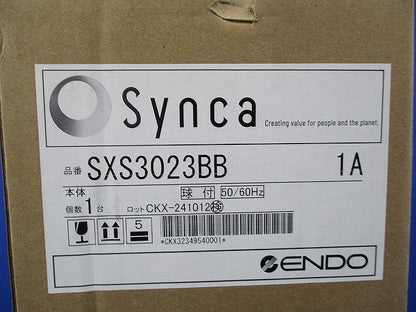 Synca
Creating value for people and the planet.
品番 SXS3023BB 1A
本体 球付 50/60Hz
個数 1台 ロット CKX-241012
5
*CKX32349540001*
ENDO